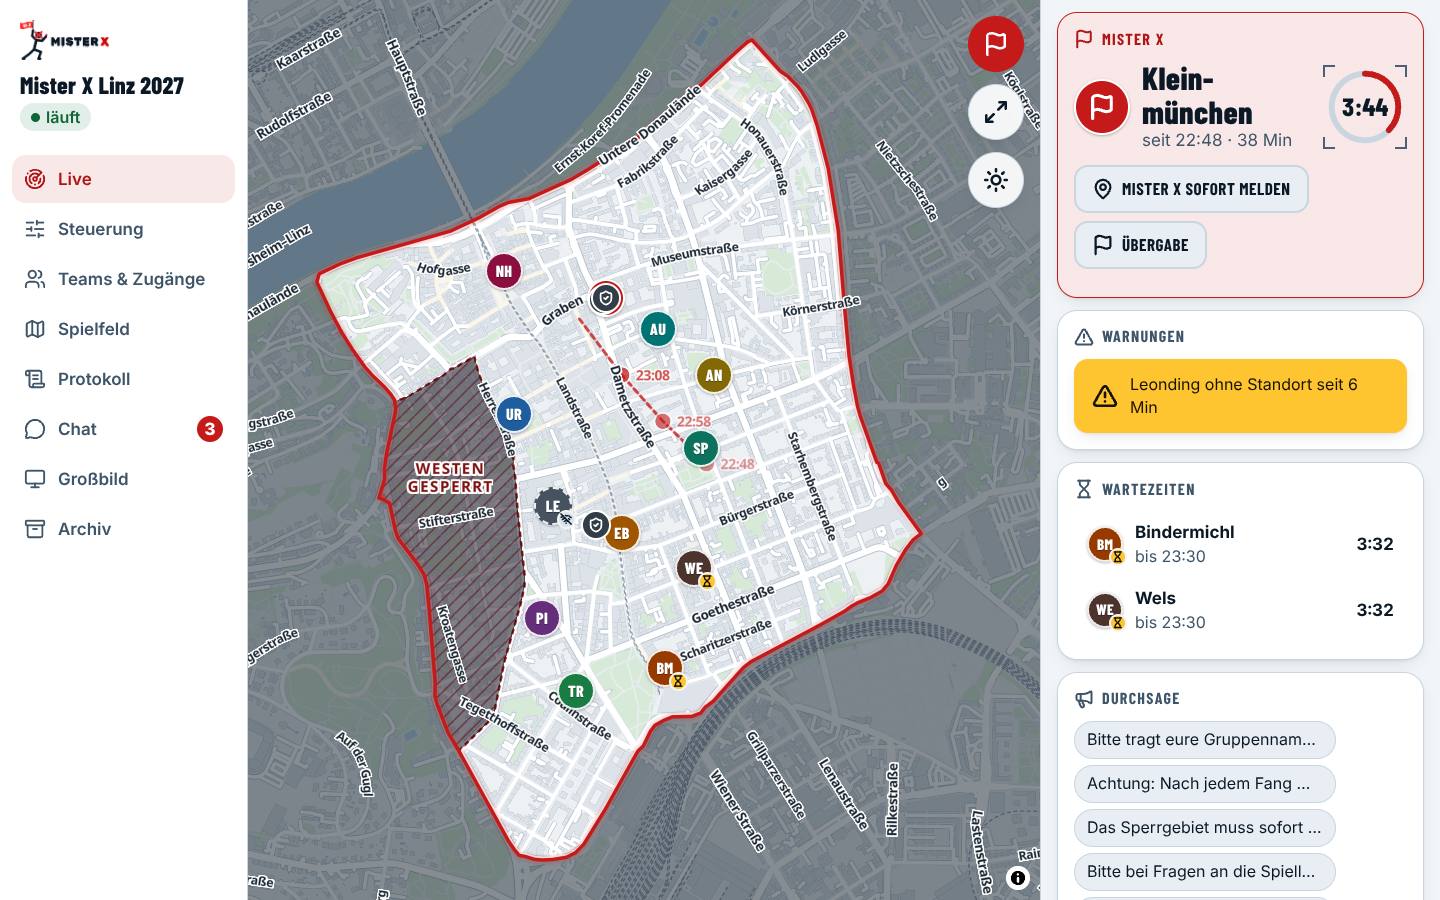 MISTER X
Mister X Linz 2027
läuft
Live
Steuerung
Teams & Zugänge
Spielfeld
Protokoll
Chat
3
Großbild
Archiv
Kaarstraße
Rudolfstraße
Hauptstraße
Ernst-Koref-Promenade
Untere Donaulände
Ludlgasse
Fabrikstraße
Kaisergasse
Honauerstraße
Nietzschestraße
Museumstraße
Körnerstraße
Hofgasse
Graben
NH
AU
AN
23:08
22:58
22:48
UR
SP
Landstraße
Dametzstraße
WESTEN
GESPERRT
Stifterstraße
LE
EB
Bürgerstraße
Starhembergstraße
WE
Goethestraße
Scharitzerstraße
PI
BM
TR
Kroatengasse
Tegetthoffstraße
Auf der Gugl
Wiener Straße
Grillparzerstraße
Lenaustraße
Rilkestraße
Lastenstraße
MISTER X
Klein-
münchen
seit 22:48 · 38 Min
3:44
MISTER X SOFORT MELDEN
ÜBERGABE
WARNUNGEN
Leonding ohne Standort seit 6
Min
WARTEZEITEN
BM
Bindermichl
bis 23:30
3:32
WE
Wels
bis 23:30
3:32
DURCHSAGE
Bitte tragt eure Gruppennam...
Achtung: Nach jedem Fang ...
Das Sperrgebiet muss sofort ...
Bitte bei Fragen an die Spiell...